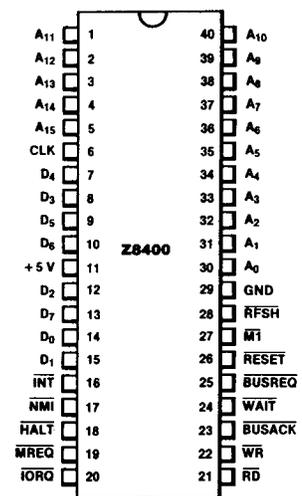 A11 1 40 A10
A12 2 39 A9
A13 3 38 A8
A14 4 37 A7
A15 5 36 A6
CLK 6 35 A5
D4 7 34 A4
D3 8 33 A3
D5 9 32 A2
D6 10 31 A1
Z8400
+5 V 11 30 A0
D2 12 29 GND
D7 13 28 RFSH
D0 14 27 M1
D1 15 26 RESET
INT 16 25 BUSREQ
NMI 17 24 WAIT
HALT 18 23 BUSACK
MREQ 19 22 WR
IORQ 20 21 RD